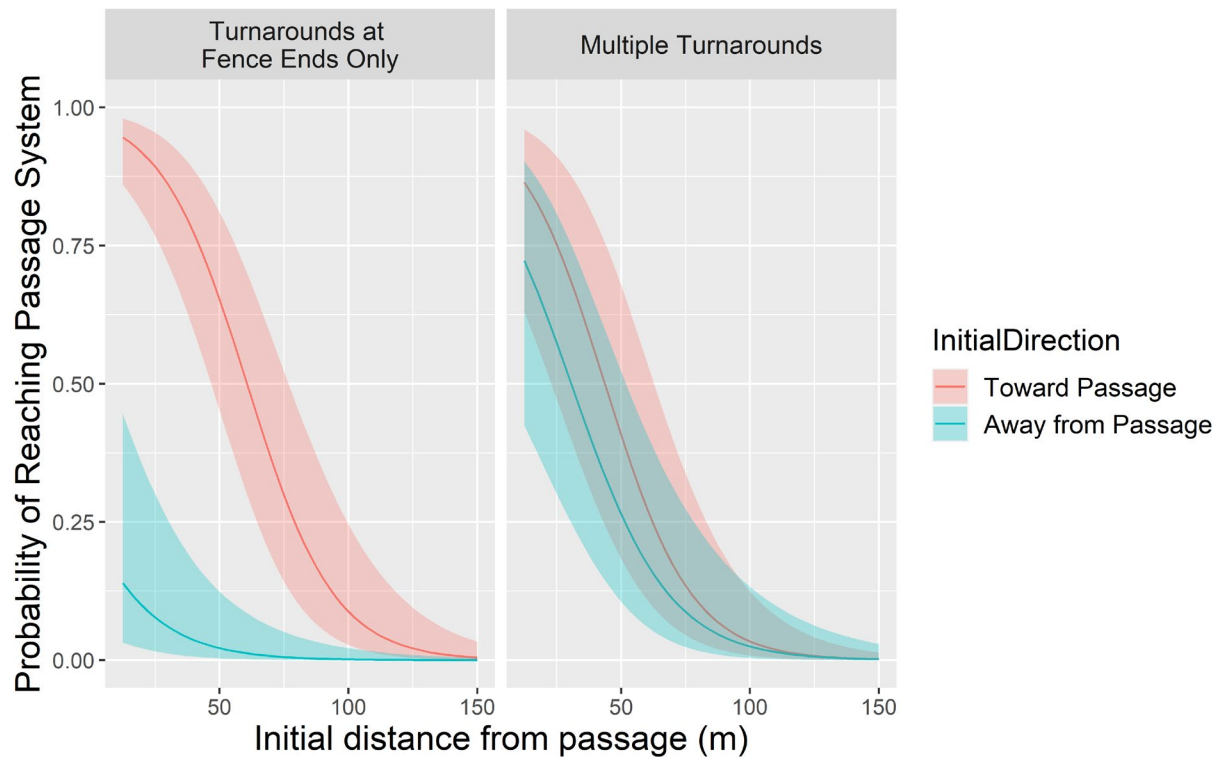 Turnarounds at
Fence Ends Only
Multiple Turnarounds
Probability of Reaching Passage System
1.00
0.75
0.50
0.25
0.00
50
100
150
50
100
150
Initial distance from passage (m)
InitialDirection
Toward Passage
Away from Passage